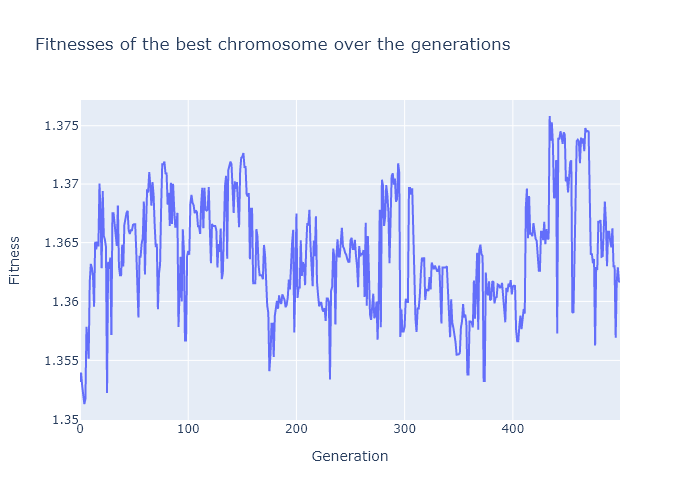 Fitnesses of the best chromosome over the generations
1.375
1.37
1.365
1.36
1.355
1.35
Fitness
0 100 200 300 400
Generation